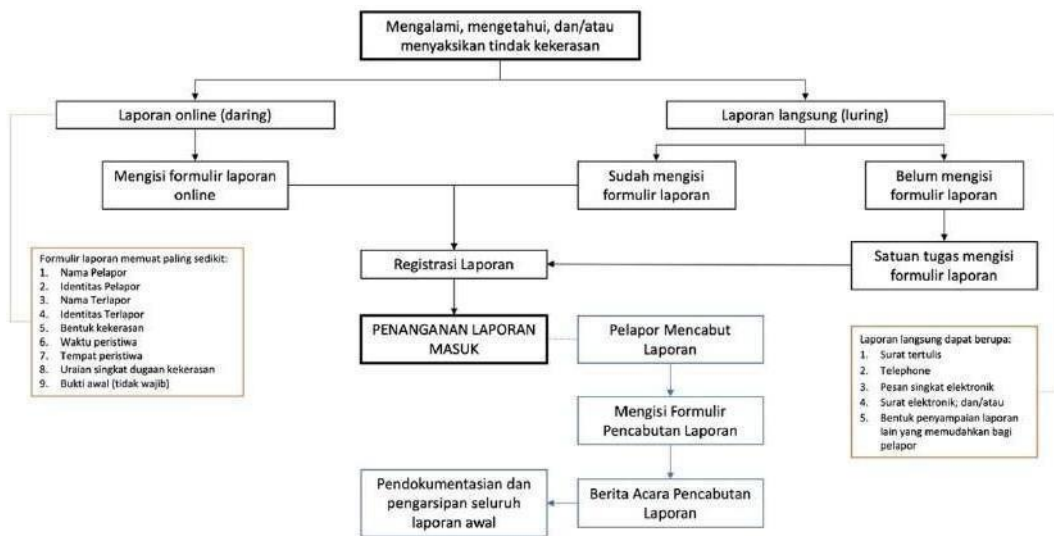 Mengalami, mengetahui, dan/atau
menyaksikan tindak kekerasan
Laporan online (daring)
Laporan langsung (luring)
Mengisi formulir laporan
online
Sudah mengisi
formulir laporan
Belum mengisi
formulir laporan
Formulir laporan memuat paling sedikit:
1. Nama Pelapor
2. Identitas Pelapor
3. Nama Terlapor
4. Identitas Terlapor
5. Bentuk kekerasan
6. Waktu peristiwa
7. Tempat peristiwa
8. Uraian singkat dugaan kekerasan
9. Bukti awal (tidak wajib)
Registrasi Laporan
Satuan tugas mengisi
formulir laporan
PENANGANAN LAPORAN
MASUK
Pelapor Mencabut
Laporan
Laporan langsung dapat berupa:
1. Surat tertulis
2. Telephone
3. Pesan singkat elektronik
4. Surat elektronik; dan/atau
5. Bentuk penyampaian laporan
lain yang memudahkan bagi
pelapor
Mengisi Formulir
Pencabutan Laporan
Pendokumentasian dan
pengarsipan seluruh
laporan awal
Berita Acara Pencabutan
Laporan